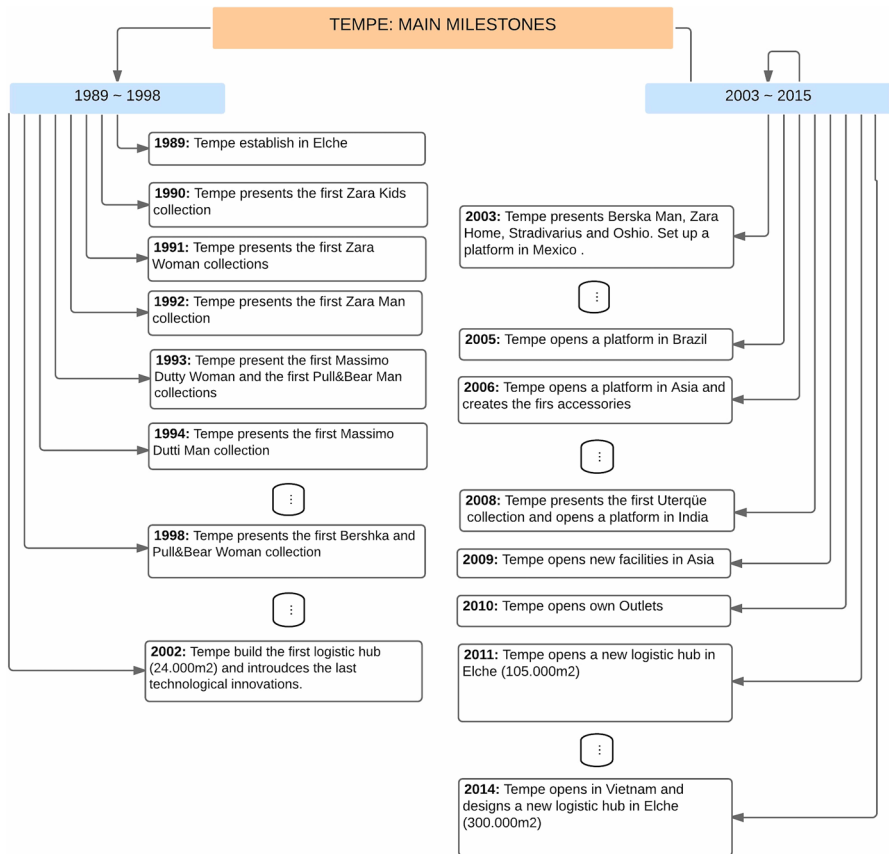 TEMPE: MAIN MILESTONES
1989 ~ 1998
1989: Tempe establish in Elche
1990: Tempe presents the first Zara Kids
collection
1991: Tempe presents the first Zara
Woman collections
1992: Tempe presents the first Zara Man
collection
1993: Tempe present the first Massimo
Dutty Woman and the first Pull&Bear Man
collections
1994: Tempe presents the first Massimo
Dutti Man collection
1998: Tempe presents the first Bershka and
Pull&Bear Woman collection
2002: Tempe build the first logistic hub
(24.000m2) and introudces the last
technological innovations.
2003 ~ 2015
2003: Tempe presents Berska Man, Zara
Home, Stradivarius and Oshio. Set up a
platform in Mexico .
2005: Tempe opens a platform in Brazil
2006: Tempe opens a platform in Asia and
creates the firs accessories
2008: Tempe presents the first Uterqüe
collection and opens a platform in India
2009: Tempe opens new facilities in Asia
2010: Tempe opens own Outlets
2011: Tempe opens a new logistic hub in
Elche (105.000m2)
2014: Tempe opens in Vietnam and
designs a new logistic hub in Elche
(300.000m2)